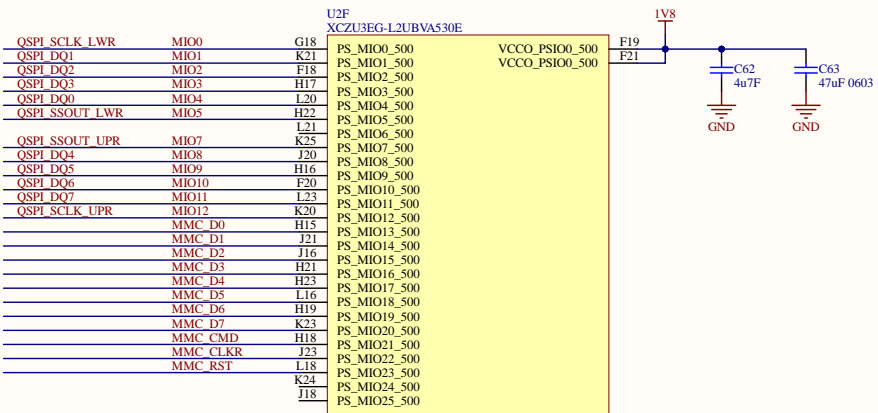 U2F
XCZU3EG-L2UBVA530E
1V8
QSPI_SCLK_LWR MIO0 G18 PS_MIO0_500 VCCO_PSIO0_500 F19
QSPI_DQ1 MIO1 K21 PS_MIO1_500 VCCO_PSIO0_500 F21
QSPI_DQ2 MIO2 F18 PS_MIO2_500
QSPI_DQ3 MIO3 H17 PS_MIO3_500
QSPI_DQ0 MIO4 L20 PS_MIO4_500
QSPI_SSOUT_LWR MIO5 H22 PS_MIO5_500
L21 PS_MIO6_500
QSPI_SSOUT_UPR MIO7 K25 PS_MIO7_500
QSPI_DQ4 MIO8 J20 PS_MIO8_500
QSPI_DQ5 MIO9 H16 PS_MIO9_500
QSPI_DQ6 MIO10 F20 PS_MIO10_500
QSPI_DQ7 MIO11 L23 PS_MIO11_500
QSPI_SCLK_UPR MIO12 K20 PS_MIO12_500
MMC_D0 H15 PS_MIO13_500
MMC_D1 J21 PS_MIO14_500
MMC_D2 J16 PS_MIO15_500
MMC_D3 H21 PS_MIO16_500
MMC_D4 H23 PS_MIO17_500
MMC_D5 L16 PS_MIO18_500
MMC_D6 H19 PS_MIO19_500
MMC_D7 K23 PS_MIO20_500
MMC_CMD H18 PS_MIO21_500
MMC_CLKR J23 PS_MIO22_500
MMC_RST L18 PS_MIO23_500
K24 PS_MIO24_500
J18 PS_MIO25_500
C62
4u7F
GND
C63
47uF 0603
GND